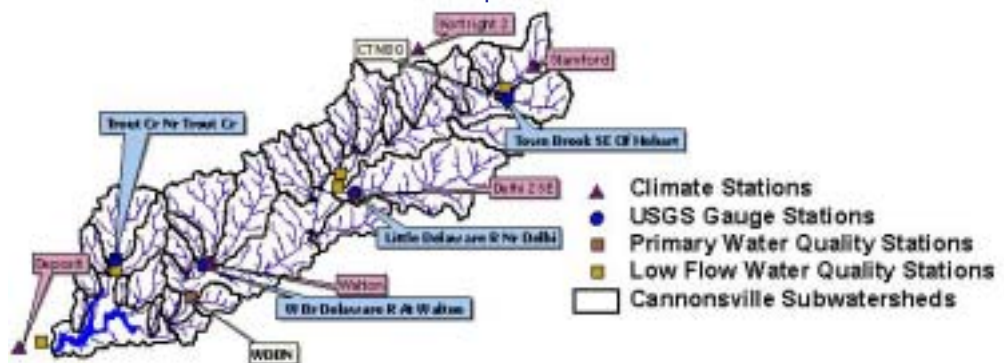 Kortright 2
CTNBG
Stamford
Trout Cr Nr Trout Cr
Town Brook SE Of Hobart
Climate Stations
Delhi 2 SE
USGS Gauge Stations
Little Delaware R Nr Delhi
Primary Water Quality Stations
Deposit
Low Flow Water Quality Stations
Walton
Cannonsville Subwatersheds
W Br Delaware R At Walton
WDBN